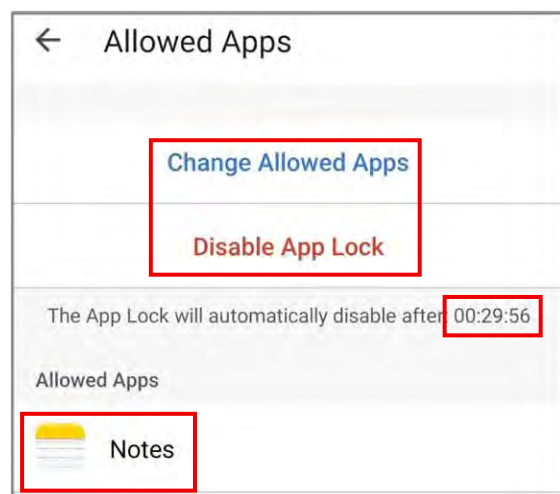 Allowed Apps
Change Allowed Apps
Disable App Lock
The App Lock will automatically disable after 00:29:56
Allowed Apps
Notes